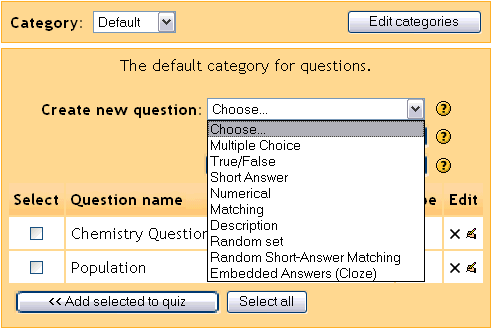 Category: Default Edit categories
The default category for questions.
Create new question: Choose...
Choose...
Multiple Choice
True/False
Short Answer
Numerical
Matching
Description
Random set
Random Short-Answer Matching
Embedded Answers (Cloze)
Select Question name Edit
Chemistry Question
Population
<< Add selected to quiz Select all